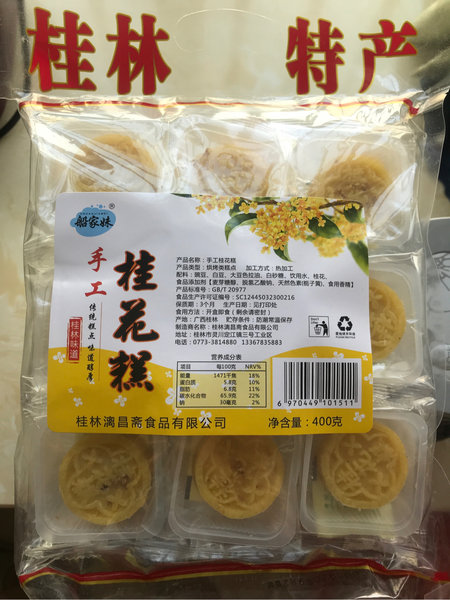 桂林 特产
船家妹
®
手工
桂花糕
传统糕点 味道醇厚
桂林味道
产品名称：手工桂花糕
产品类型：烘烤类糕点 加工方式：热加工
配料：豌豆、白豆、大豆色拉油、白砂糖、饮用水、桂花、
食品添加剂【麦芽糖醇、脱氢乙酸钠、天然色素(栀子黄)、食用香精】
产品标准号：GB/T 20977
食品生产许可证编号：SC12445032300216
保质期：3个月 生产日期：见打印处
食用方法：开盒即食（剩余请密封）
产地：广西桂林 贮存条件：防潮常温保存
制造商名称：桂林漓昌斋食品有限公司
地址：桂林市灵川定江镇三号工业区
电话：0773-3814880 13367835883
营养成分表
项目 每100克 NRV%
能量 1471千焦 18%
蛋白质 5.8克 10%
脂肪 6.8克 11%
碳水化合物 65.9克 22%
钠 30毫克 2%
6 970449 101511
桂林漓昌斋食品有限公司 净含量：400克